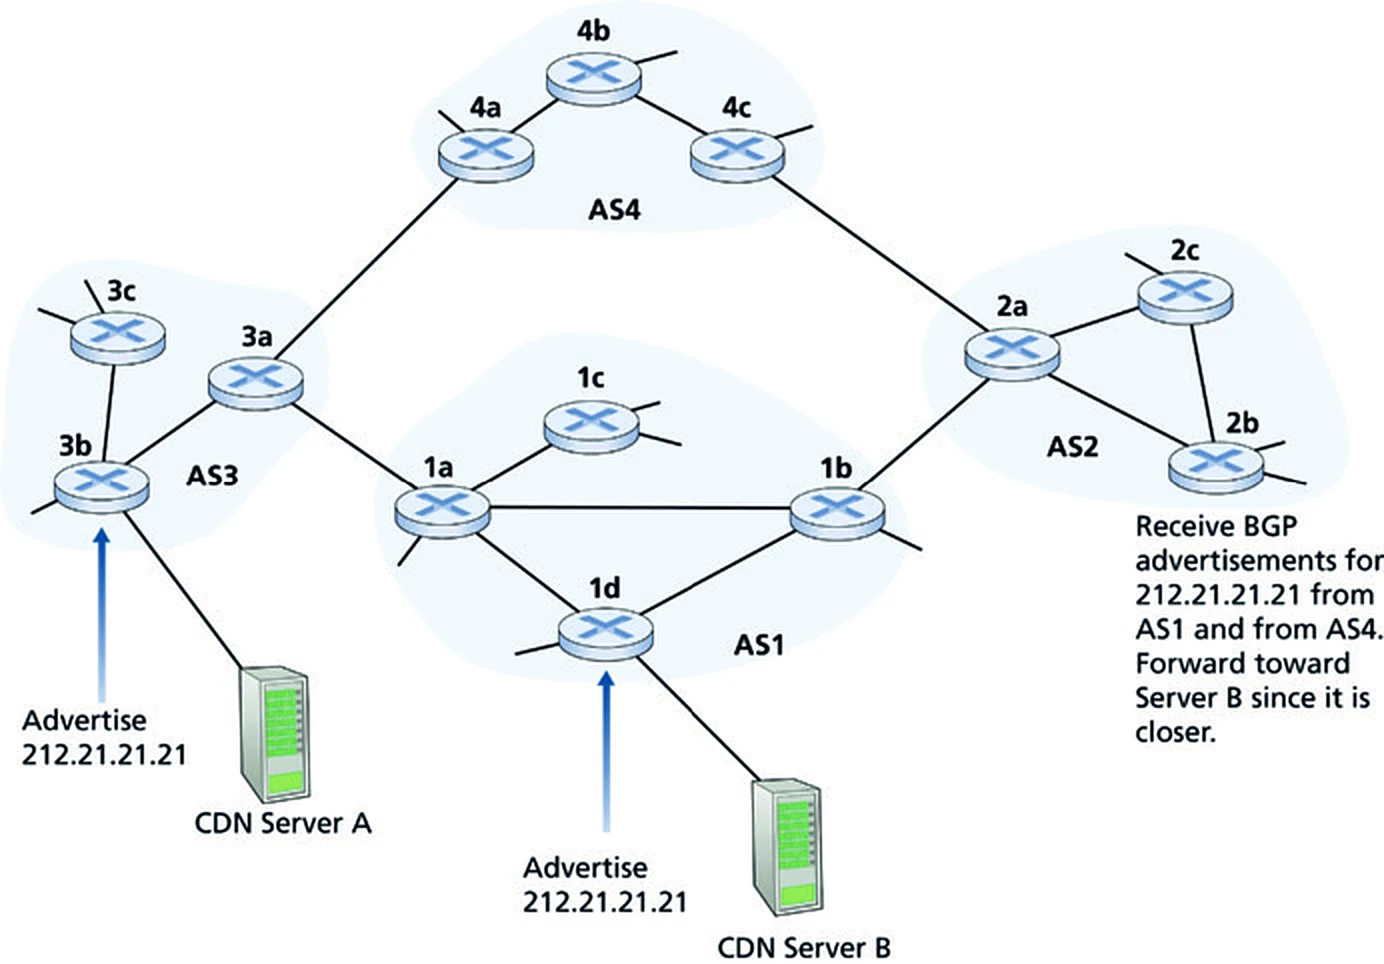 4b
4a
4c
AS4
2c
2a
3c
3a
1c
2b
3b
AS2
1a
1b
AS3
Receive BGP
advertisements for
212.21.21.21 from
AS1 and from AS4.
Forward toward
Server B since it is
closer.
1d
AS1
Advertise
212.21.21.21
CDN Server A
Advertise
212.21.21.21
CDN Server B